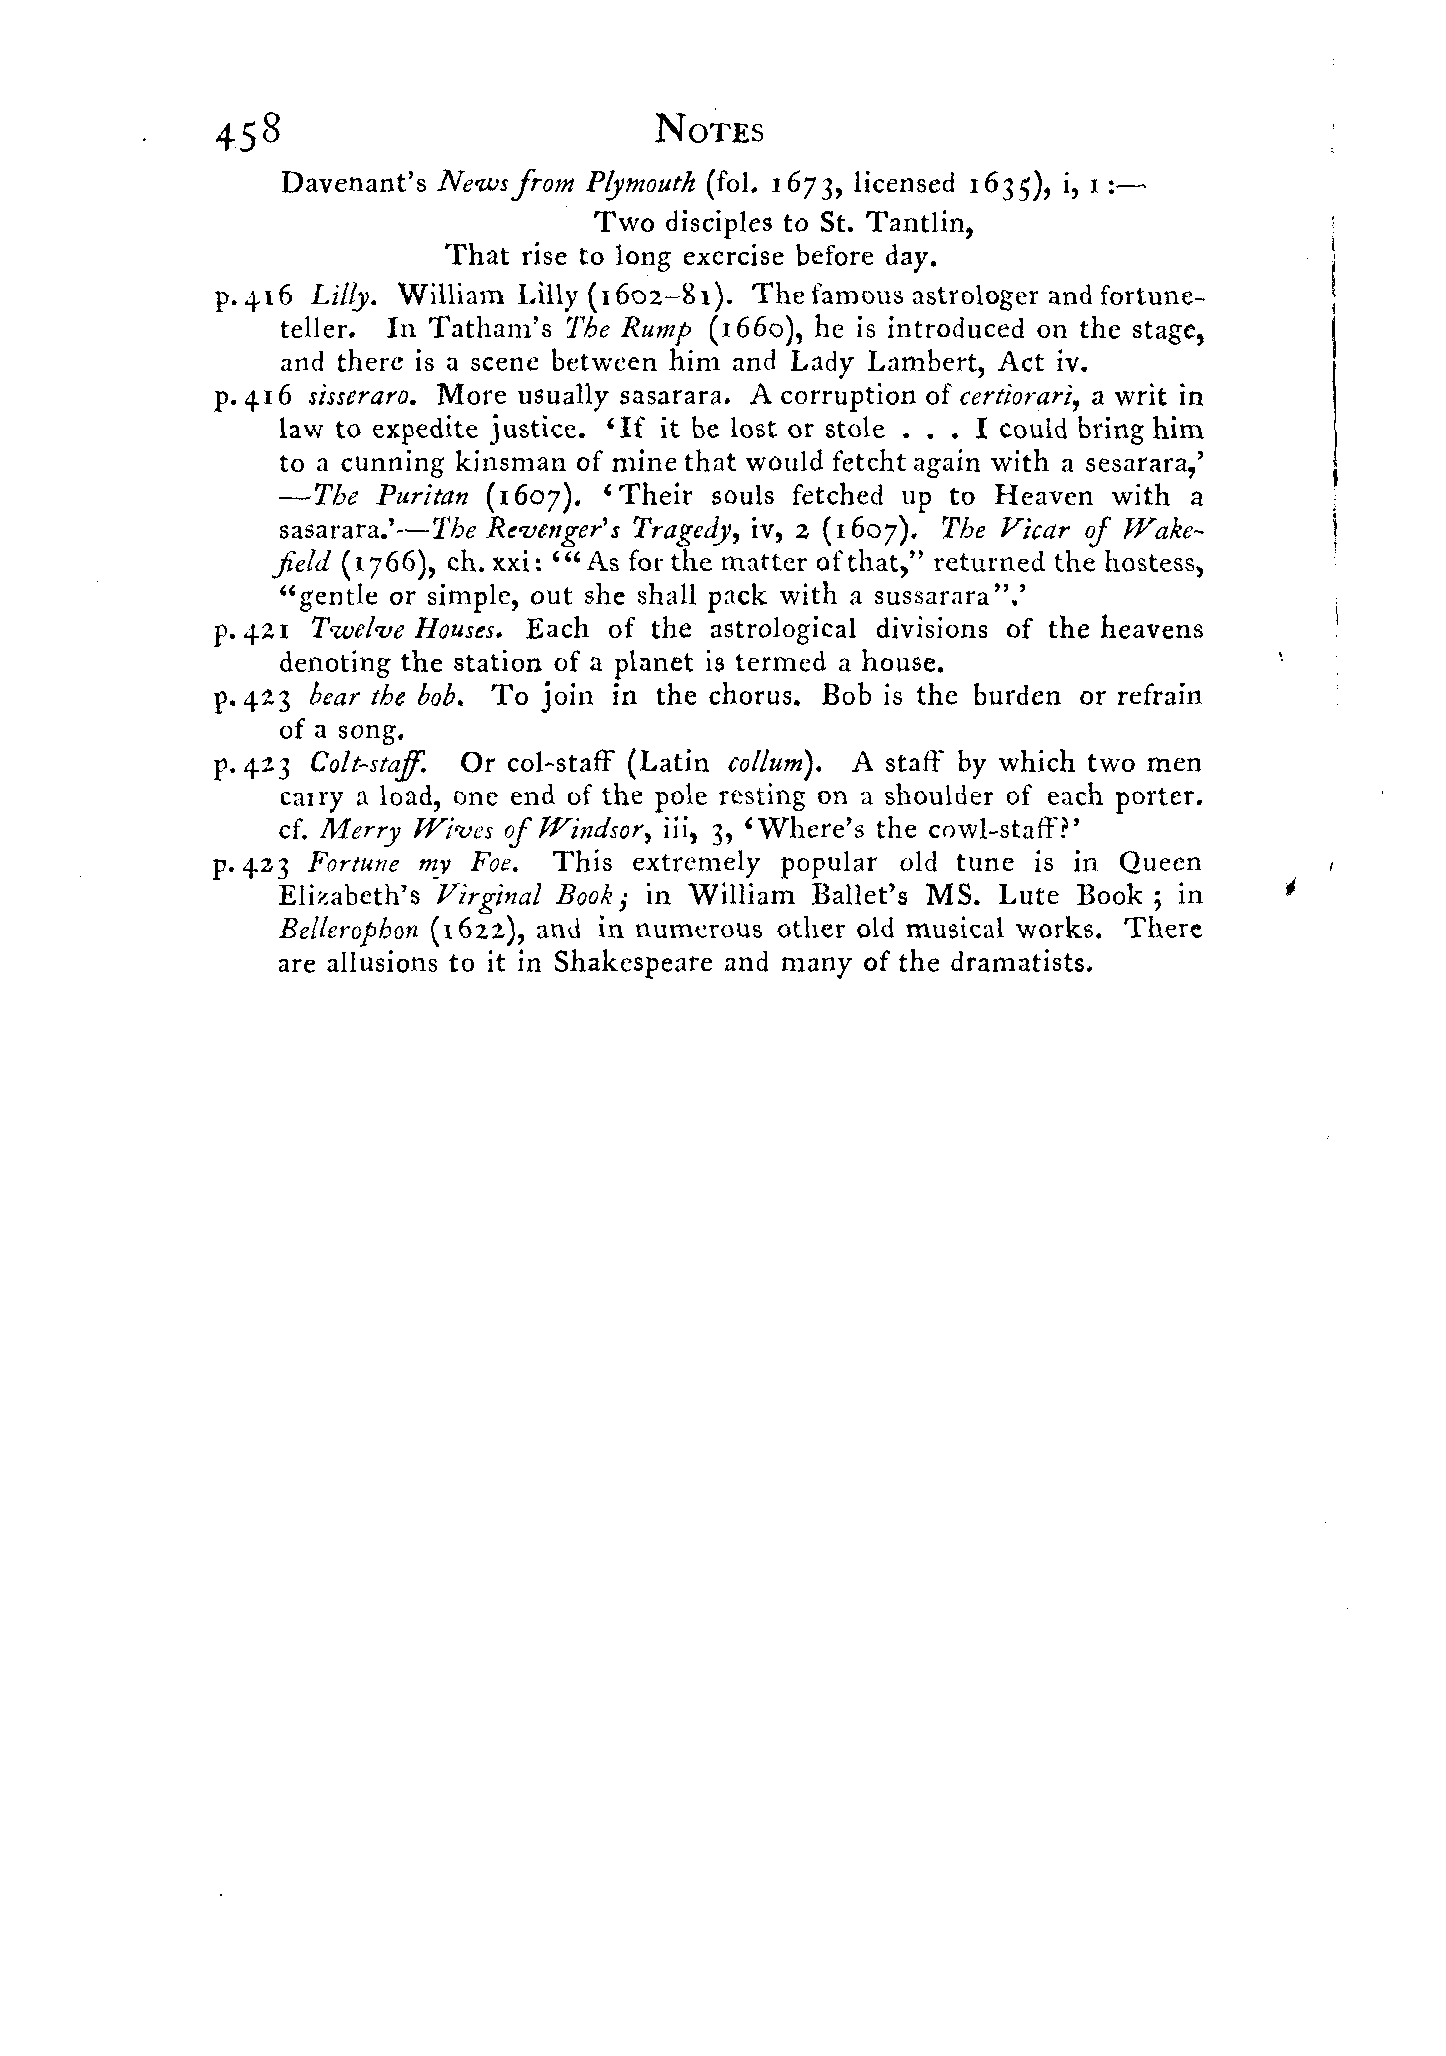 458 NOTES
Davenant's News from Plymouth (fol. 1673, licensed 1635), i, 1:—
Two disciples to St. Tantlin,
That rise to long exercise before day.
p. 416 Lilly. William Lilly (1602–81). The famous astrologer and fortune-
teller. In Tatham's The Rump (1660), he is introduced on the stage,
and there is a scene between him and Lady Lambert, Act iv.
p. 416 sisseraro. More usually sasarara. A corruption of certiorari, a writ in
law to expedite justice. 'If it be lost or stole . . . I could bring him
to a cunning kinsman of mine that would fetcht again with a sesarara,'
—The Puritan (1607). 'Their souls fetched up to Heaven with a
sasarara.'—The Revenger's Tragedy, iv, 2 (1607). The Vicar of Wake-
field (1766), ch. xxi: '"As for the matter of that," returned the hostess,
"gentle or simple, out she shall pack with a sussarara".'
p. 421 Twelve Houses. Each of the astrological divisions of the heavens
denoting the station of a planet is termed a house.
p. 423 bear the bob. To join in the chorus. Bob is the burden or refrain
of a song.
p. 423 Colt-staff. Or col-staff (Latin collum). A staff by which two men
carry a load, one end of the pole resting on a shoulder of each porter.
cf. Merry Wives of Windsor, iii, 3, 'Where's the cowl-staff?'
p. 423 Fortune my Foe. This extremely popular old tune is in Queen
Elizabeth's Virginal Book; in William Ballet's MS. Lute Book; in
Bellerophon (1622), and in numerous other old musical works. There
are allusions to it in Shakespeare and many of the dramatists.